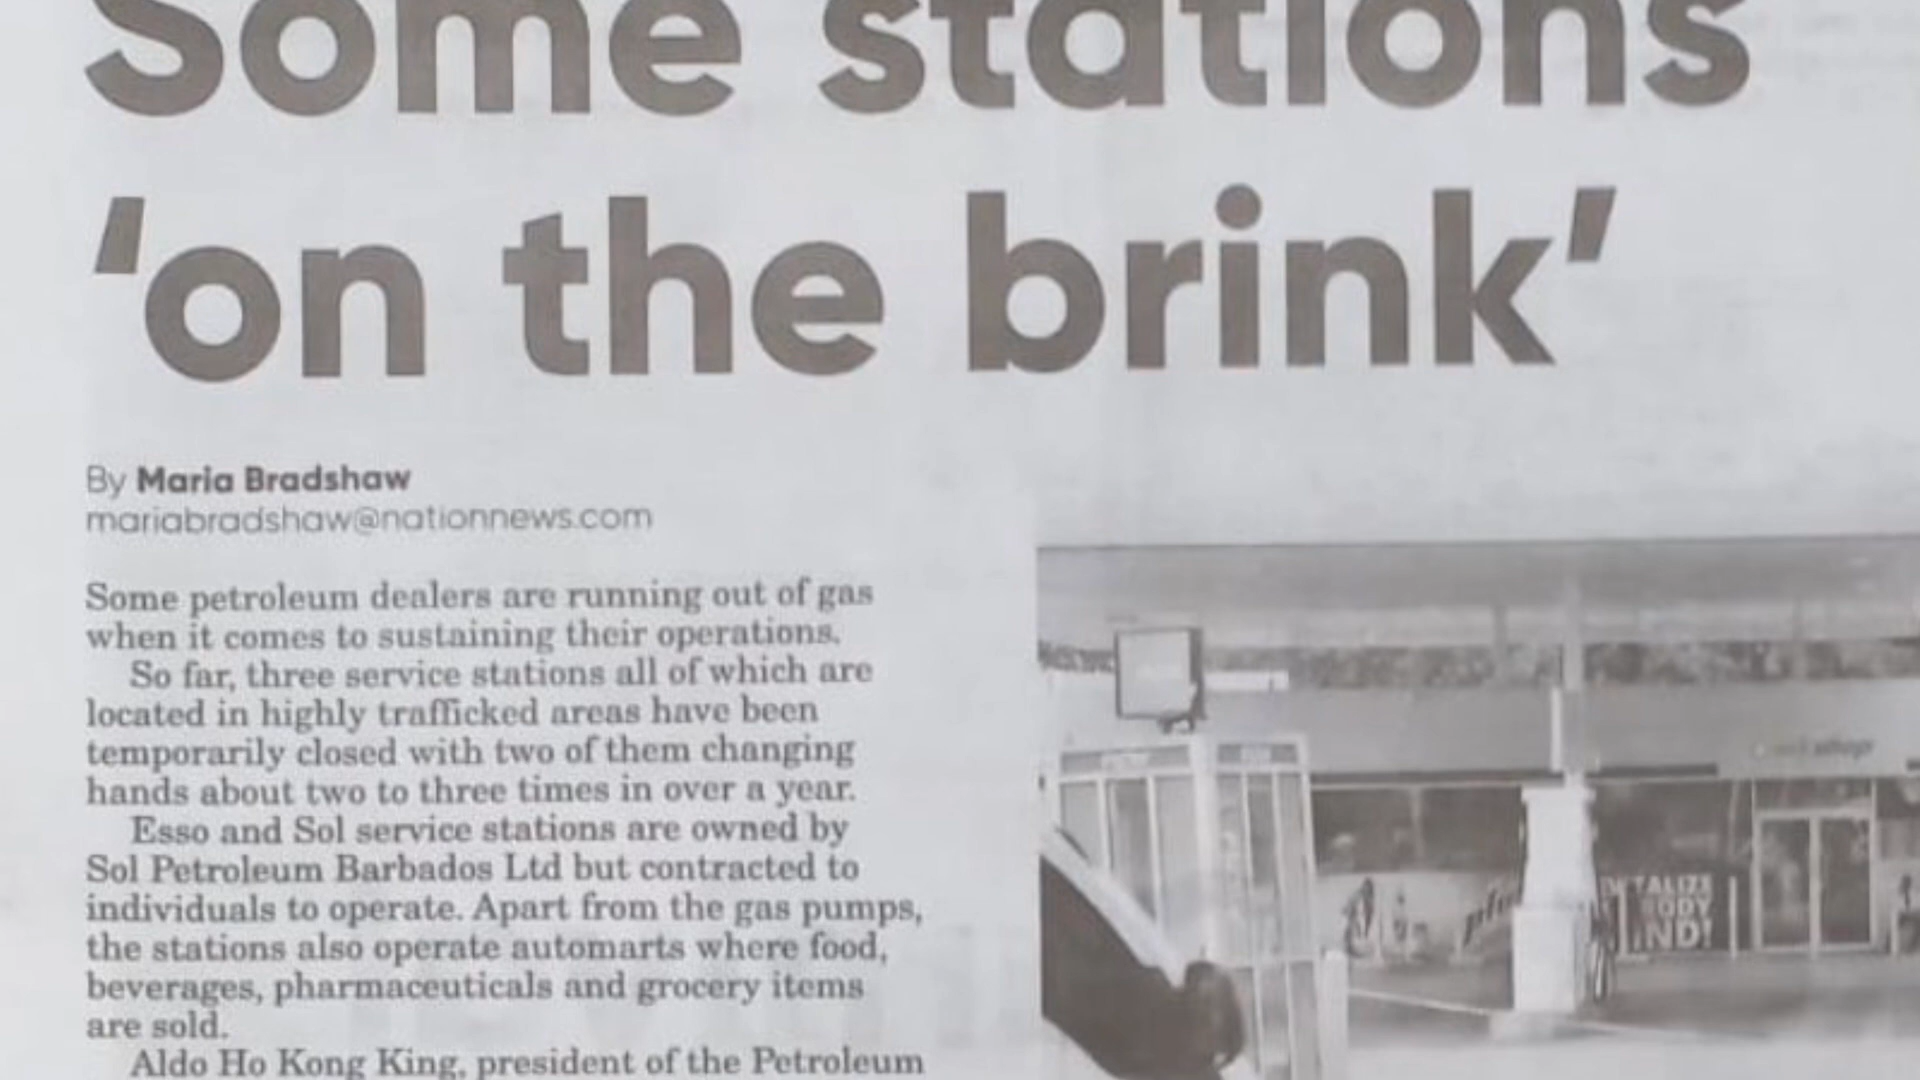 Some stations
‘on the brink’
By Maria Bradshaw
mariabradshaw@nationnews.com
Some petroleum dealers are running out of gas
when it comes to sustaining their operations.
So far, three service stations all of which are
located in highly trafficked areas have been
temporarily closed with two of them changing
hands about two to three times in over a year.
Esso and Sol service stations are owned by
Sol Petroleum Barbados Ltd but contracted to
individuals to operate. Apart from the gas pumps,
the stations also operate automarts where food,
beverages, pharmaceuticals and grocery items
are sold.
Aldo Ho Kong King, president of the Petroleum